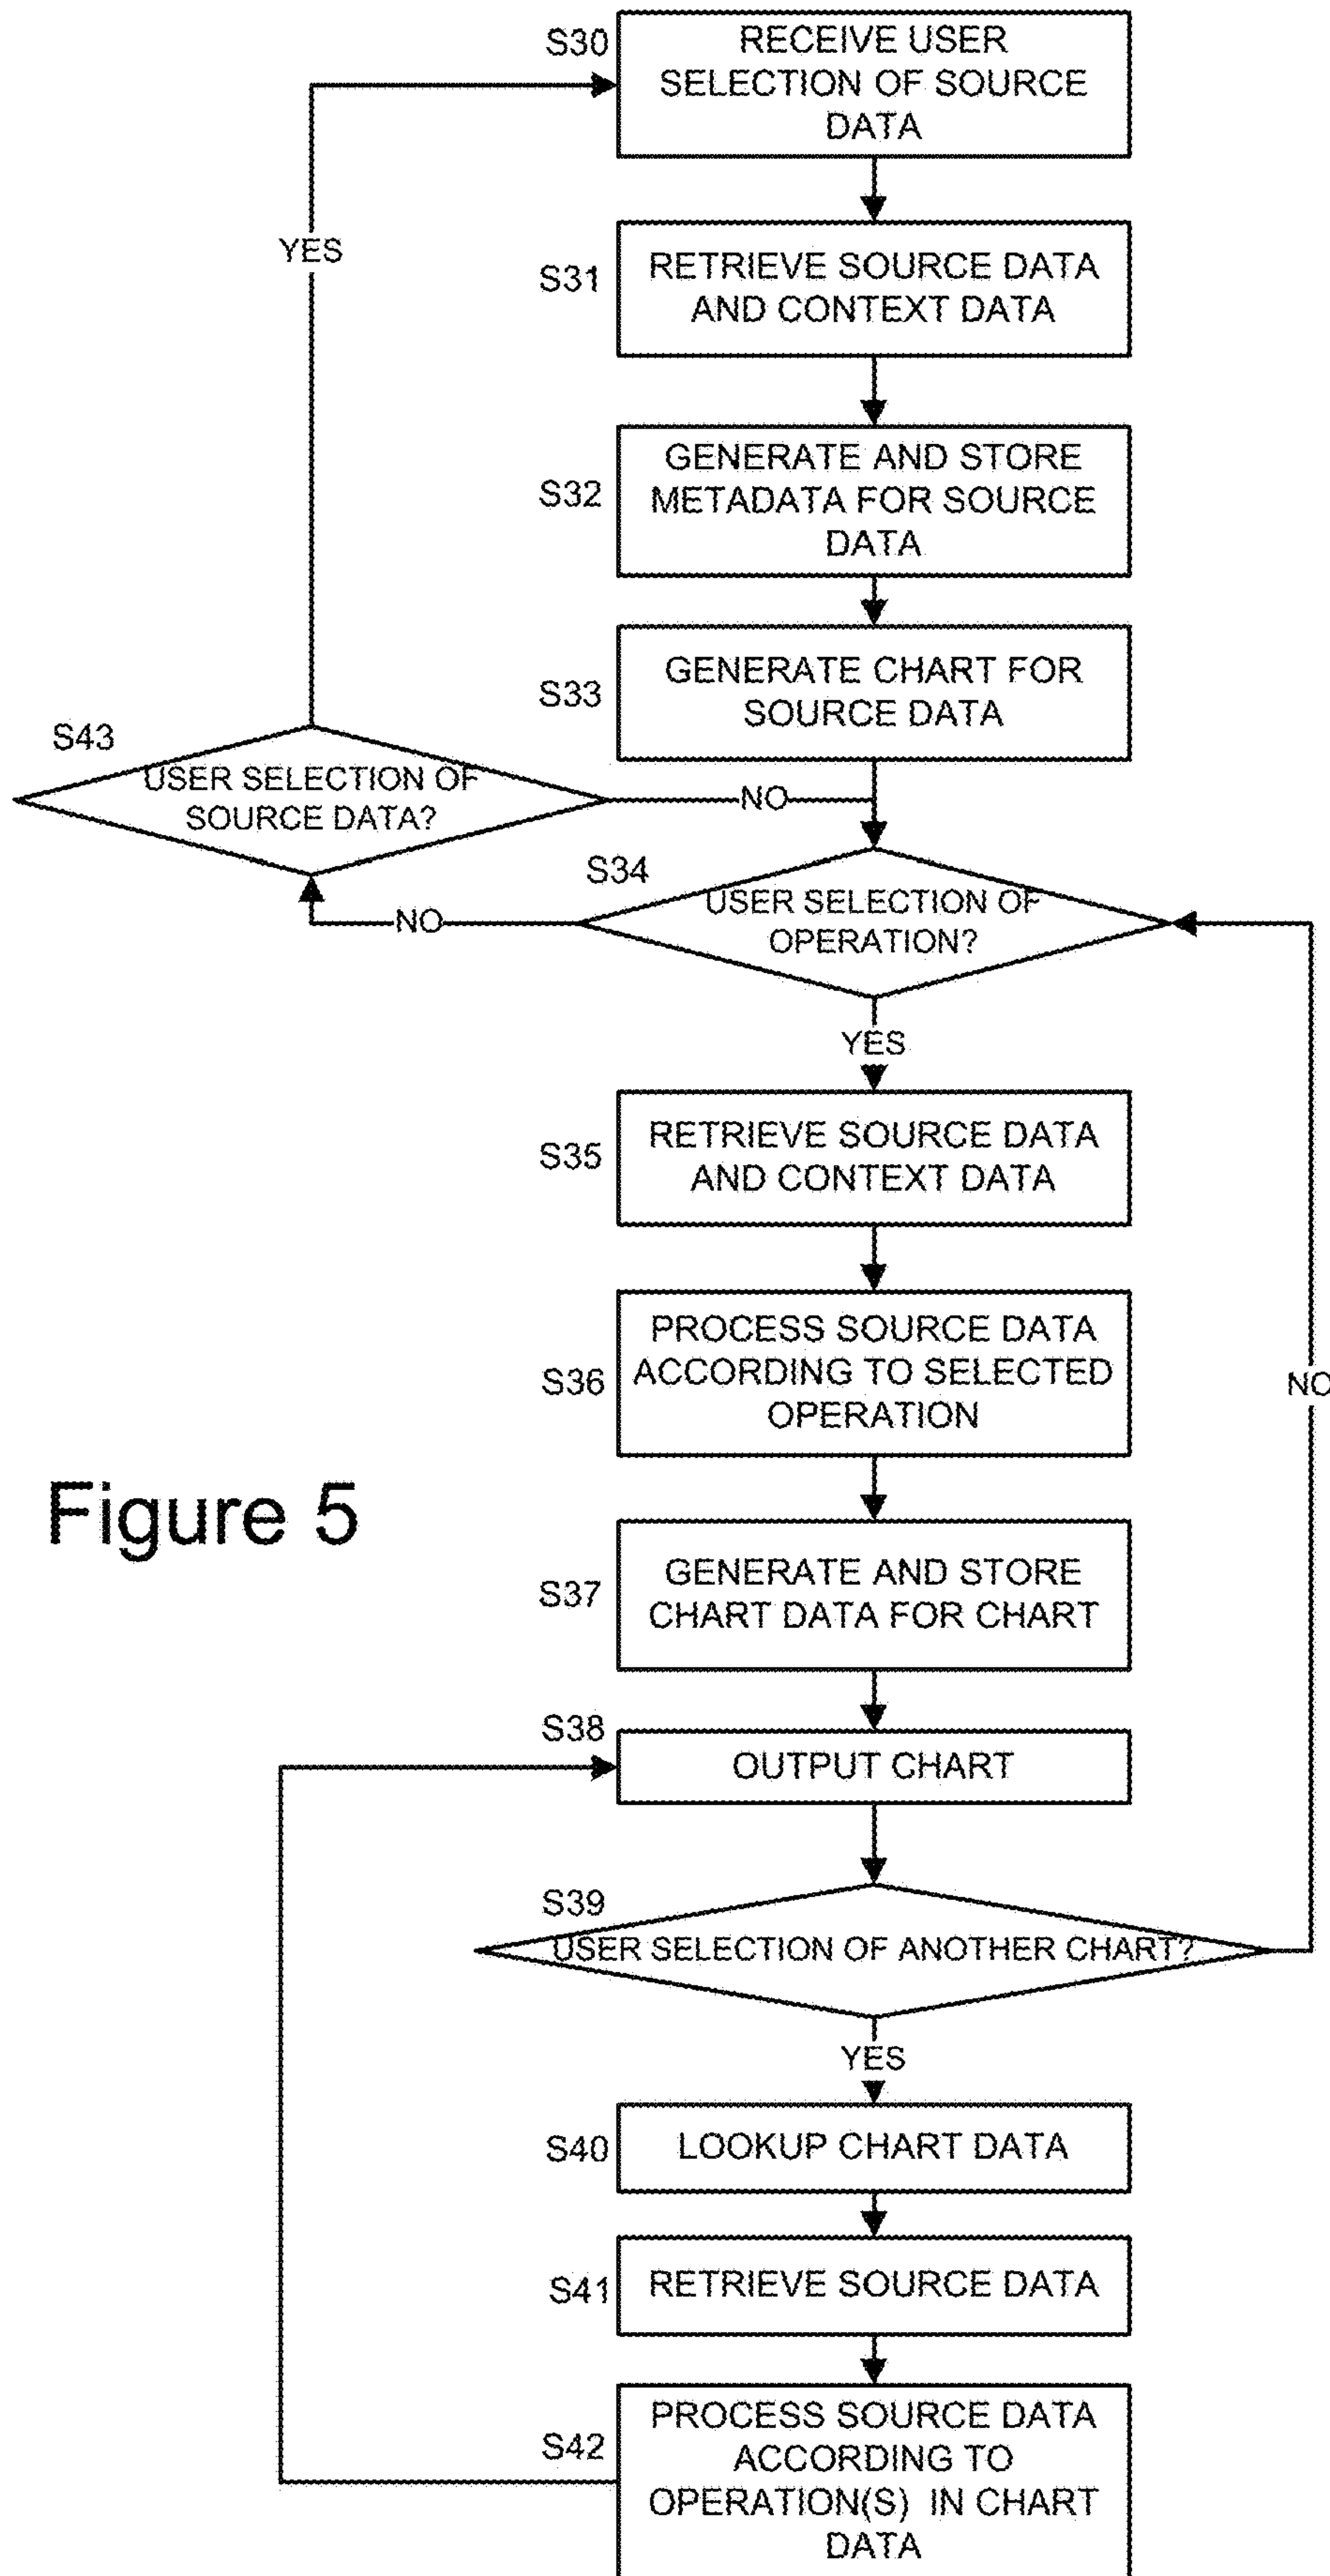 S30
RECEIVE USER
SELECTION OF SOURCE
DATA
YES
S31
RETRIEVE SOURCE DATA
AND CONTEXT DATA
S32
GENERATE AND STORE
METADATA FOR SOURCE
DATA
S33
GENERATE CHART FOR
SOURCE DATA
S43
USER SELECTION OF
SOURCE DATA?
NO
S34
USER SELECTION OF
OPERATION?
NO
YES
S35
RETRIEVE SOURCE DATA
AND CONTEXT DATA
S36
PROCESS SOURCE DATA
ACCORDING TO SELECTED
OPERATION
NO
Figure 5
S37
GENERATE AND STORE
CHART DATA FOR CHART
S38
OUTPUT CHART
S39
USER SELECTION OF ANOTHER CHART?
YES
S40
LOOKUP CHART DATA
S41
RETRIEVE SOURCE DATA
S42
PROCESS SOURCE DATA
ACCORDING TO
OPERATION(S) IN CHART
DATA